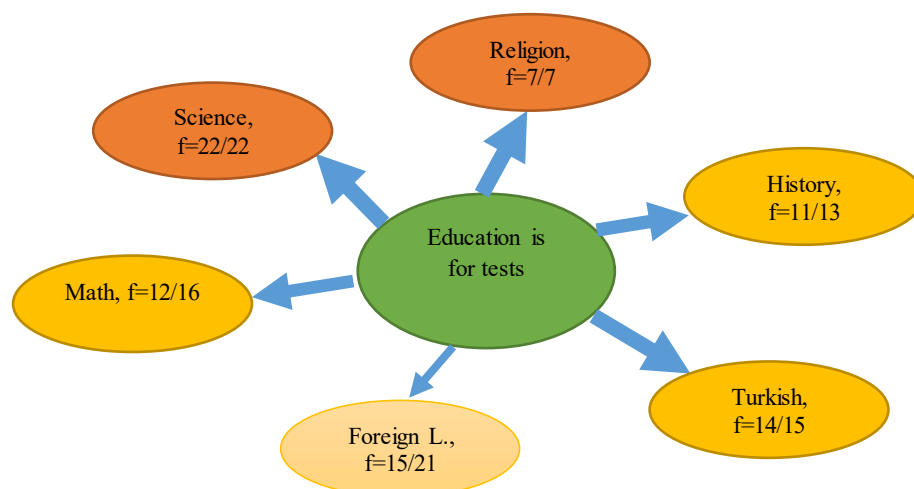 Religion,
f=7/7
Science,
f=22/22
History,
f=11/13
Education is
for tests
Math, f=12/16
Turkish,
f=14/15
Foreign L.,
f=15/21